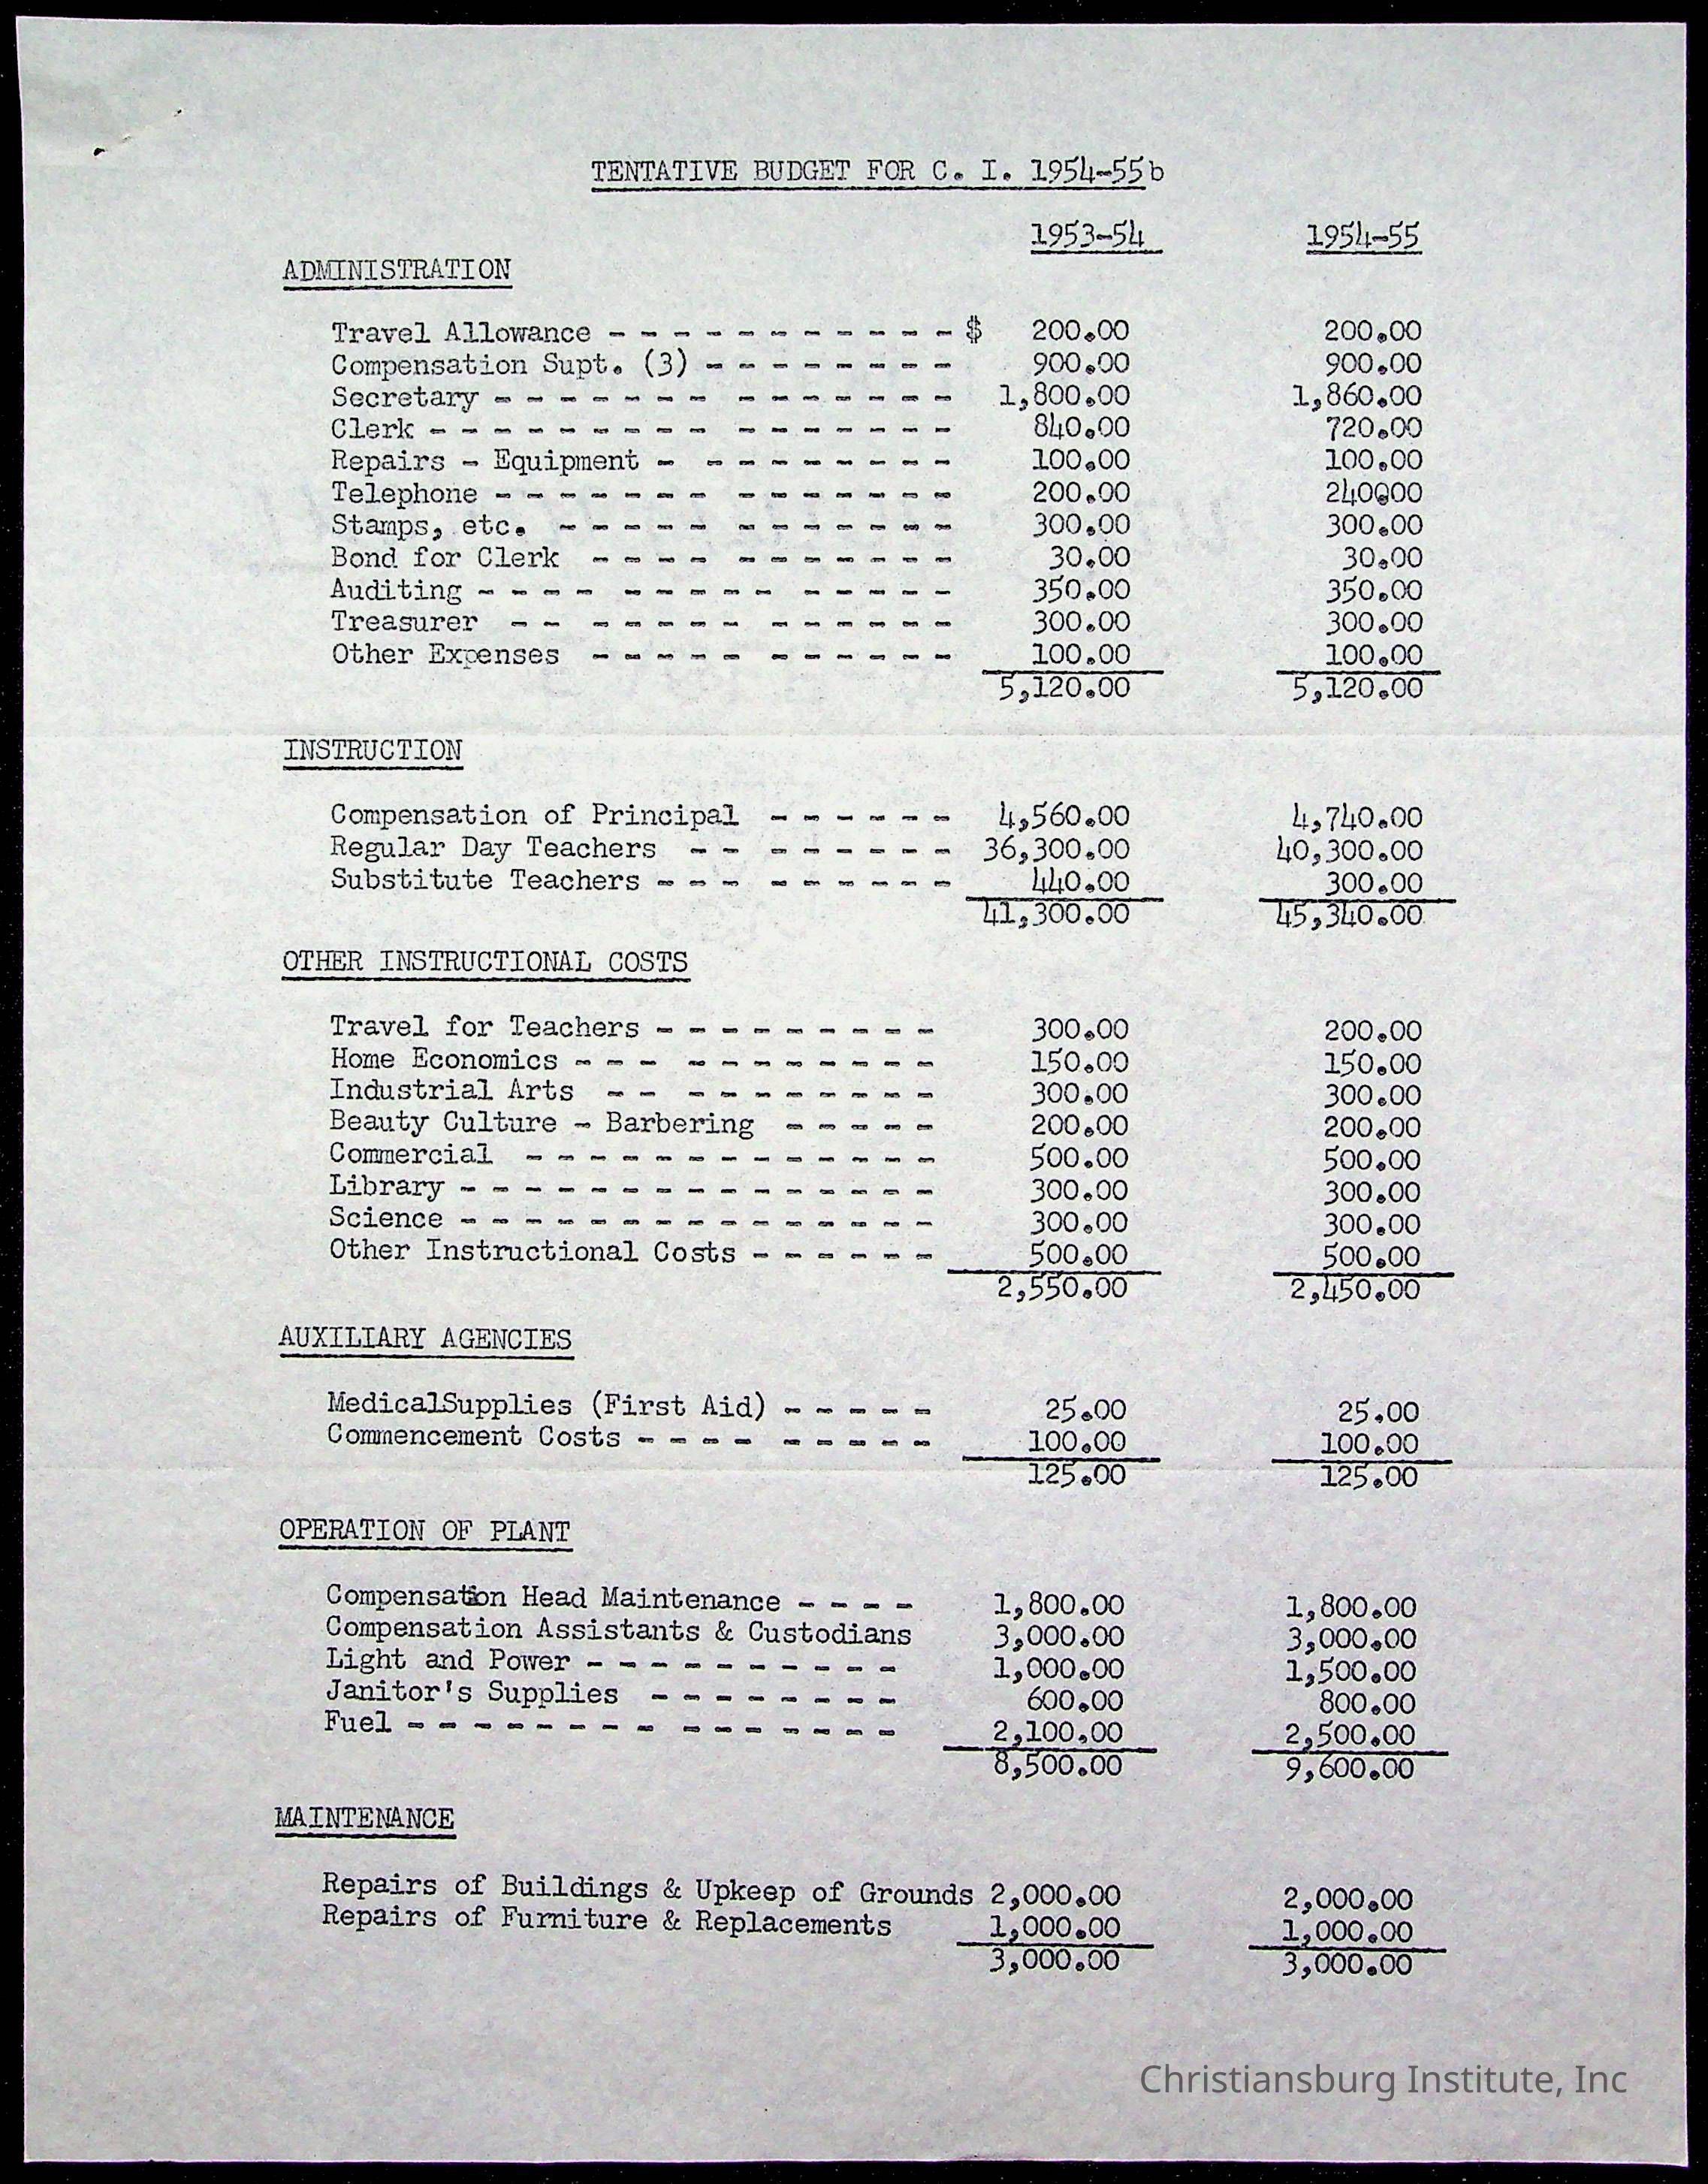 TENTATIVE BUDGET FOR C. I. 1954-55b
1953-54 1954-55
ADMINISTRATION
Travel Allowance - - - - - - - - - - - $ 200.00 200.00
Compensation Supt. (3) - - - - - - - - 900.00 900.00
Secretary - - - - - - - - - - - - - - 1,800.00 1,860.00
Clerk - - - - - - - - - - - - - - - - 840.00 720.00
Repairs - Equipment - - - - - - - - - 100.00 100.00
Telephone - - - - - - - - - - - - - - 200.00 240000
Stamps, etc. - - - - - - - - - - - - 300.00 300.00
Bond for Clerk - - - - - - - - - - - 30.00 30.00
Auditing - - - - - - - - - - - - - - 350.00 350.00
Treasurer - - - - - - - - - - - - - 300.00 300.00
Other Expenses - - - - - - - - - - - 100.00 100.00
5,120.00 5,120.00
INSTRUCTION
Compensation of Principal - - - - - - 4,560.00 4,740.00
Regular Day Teachers - - - - - - - - 36,300.00 40,300.00
Substitute Teachers - - - - - - - - - 440.00 300.00
41,300.00 45,340.00
OTHER INSTRUCTIONAL COSTS
Travel for Teachers - - - - - - - - - 300.00 200.00
Home Economics - - - - - - - - - - - 150.00 150.00
Industrial Arts - - - - - - - - - - 300.00 300.00
Beauty Culture - Barbering - - - - - 200.00 200.00
Commercial - - - - - - - - - - - - - 500.00 500.00
Library - - - - - - - - - - - - - - - 300.00 300.00
Science - - - - - - - - - - - - - - - 300.00 300.00
Other Instructional Costs - - - - - - 500.00 500.00
2,550.00 2,450.00
AUXILIARY AGENCIES
MedicalSupplies (First Aid) - - - - - 25.00 25.00
Commencement Costs - - - - - - - - - 100.00 100.00
125.00 125.00
OPERATION OF PLANT
Compensation Head Maintenance - - - - 1,800.00 1,800.00
Compensation Assistants & Custodians 3,000.00 3,000.00
Light and Power - - - - - - - - - - 1,000.00 1,500.00
Janitor's Supplies - - - - - - - - 600.00 800.00
Fuel - - - - - - - - - - - - - - - 2,100.00 2,500.00
8,500.00 9,600.00
MAINTENANCE
Repairs of Buildings & Upkeep of Grounds 2,000.00 2,000.00
Repairs of Furniture & Replacements 1,000.00 1,000.00
3,000.00 3,000.00
Christiansburg Institute, Inc